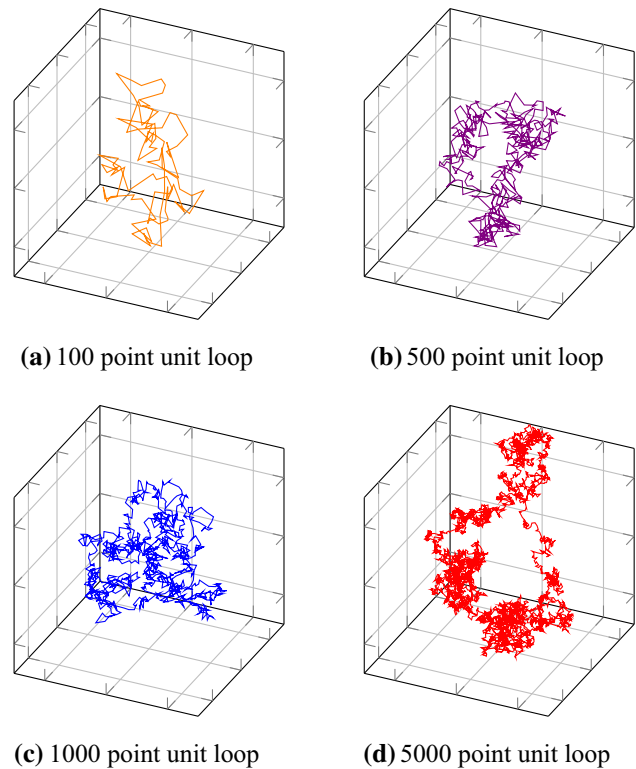 (a) 100 point unit loop
(b) 500 point unit loop
(c) 1000 point unit loop
(d) 5000 point unit loop